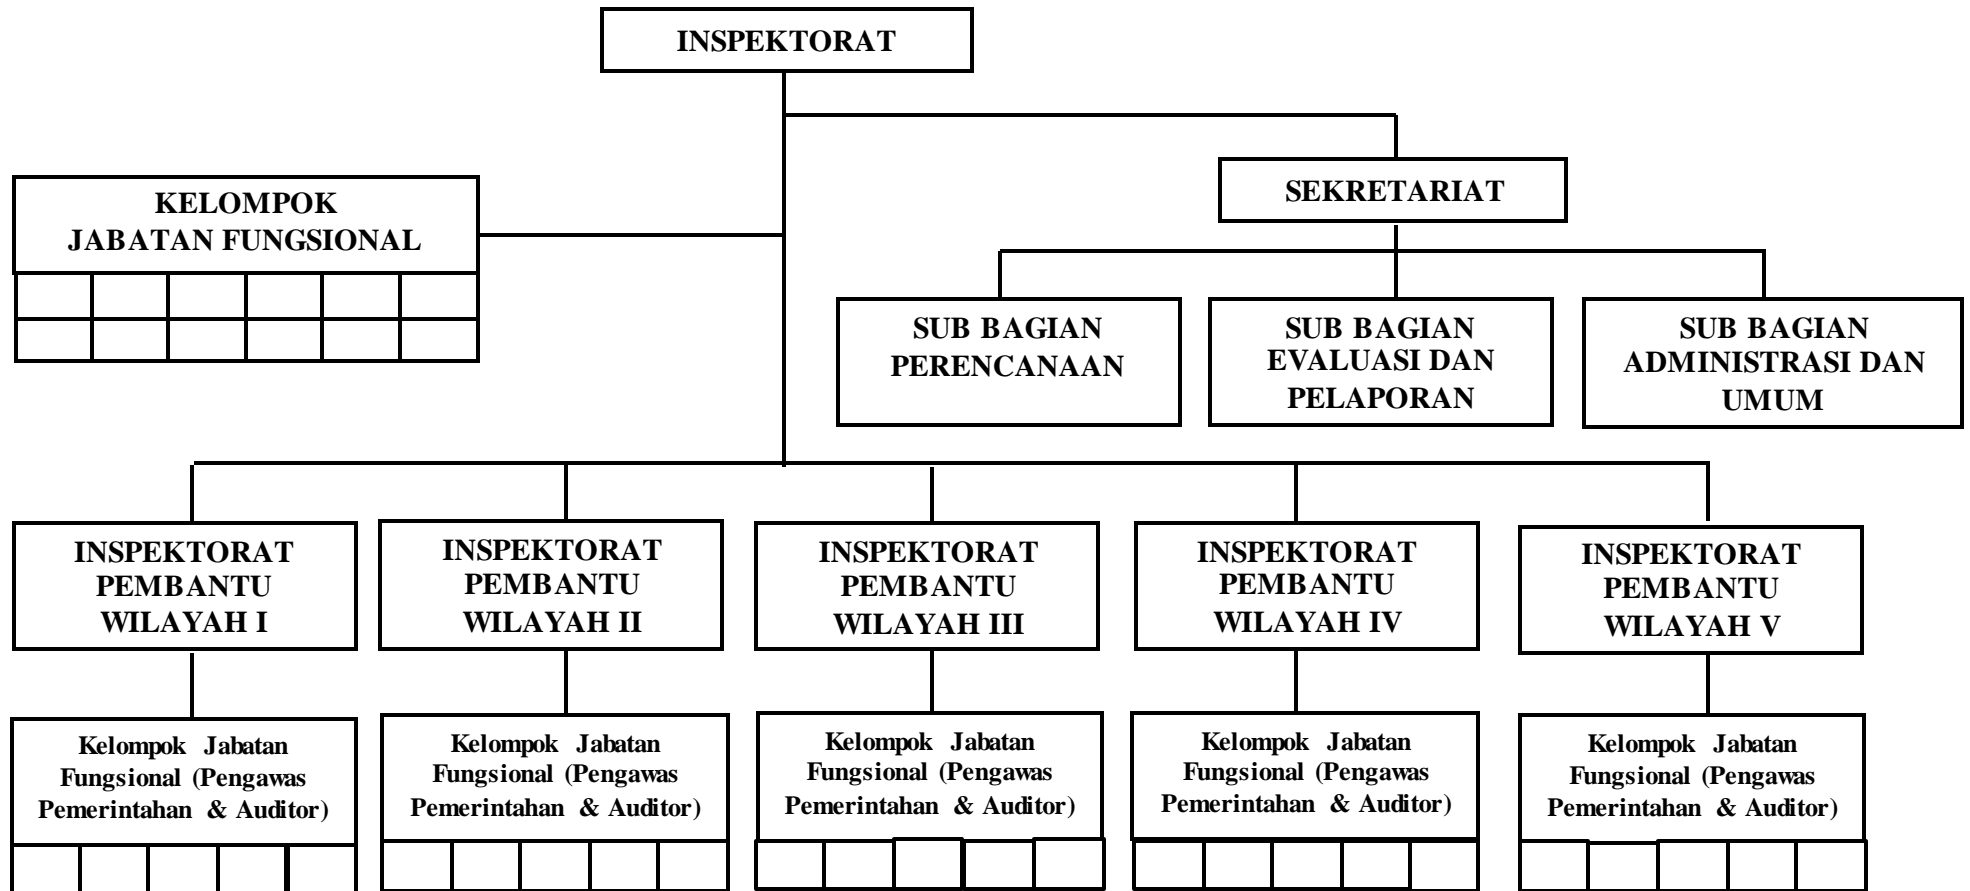 INSPEKTORAT
SEKRETARIAT
KELOMPOK
JABATAN FUNGSIONAL
SUB BAGIAN
PERENCANAAN
SUB BAGIAN
EVALUASI DAN
PELAPORAN
SUB BAGIAN
ADMINISTRASI DAN
UMUM
INSPEKTORAT
PEMBANTU
WILAYAH I
INSPEKTORAT
PEMBANTU
WILAYAH II
INSPEKTORAT
PEMBANTU
WILAYAH III
INSPEKTORAT
PEMBANTU
WILAYAH IV
INSPEKTORAT
PEMBANTU
WILAYAH V
Kelompok Jabatan
Fungsional (Pengawas
Pemerintahan & Auditor)
Kelompok Jabatan
Fungsional (Pengawas
Pemerintahan & Auditor)
Kelompok Jabatan
Fungsional (Pengawas
Pemerintahan & Auditor)
Kelompok Jabatan
Fungsional (Pengawas
Pemerintahan & Auditor)
Kelompok Jabatan
Fungsional (Pengawas
Pemerintahan & Auditor)